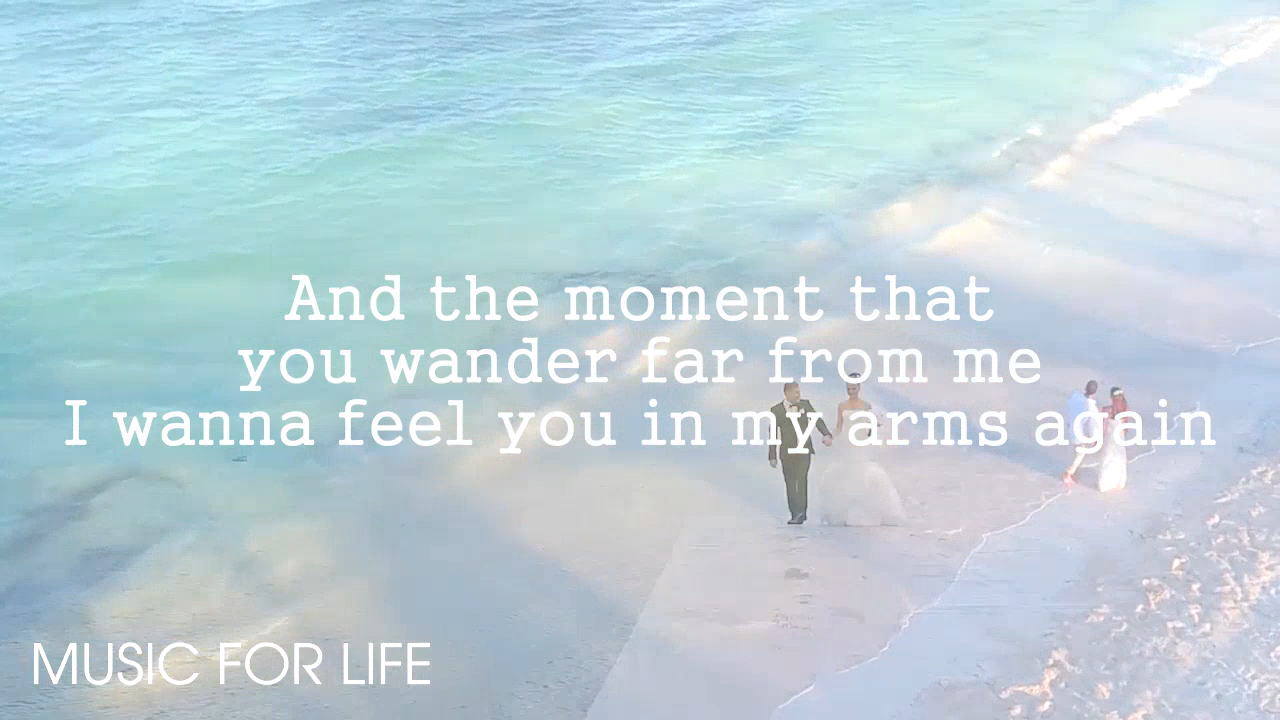 And the moment that
you wander far from me
I wanna feel you in my arms again
MUSIC FOR LIFE